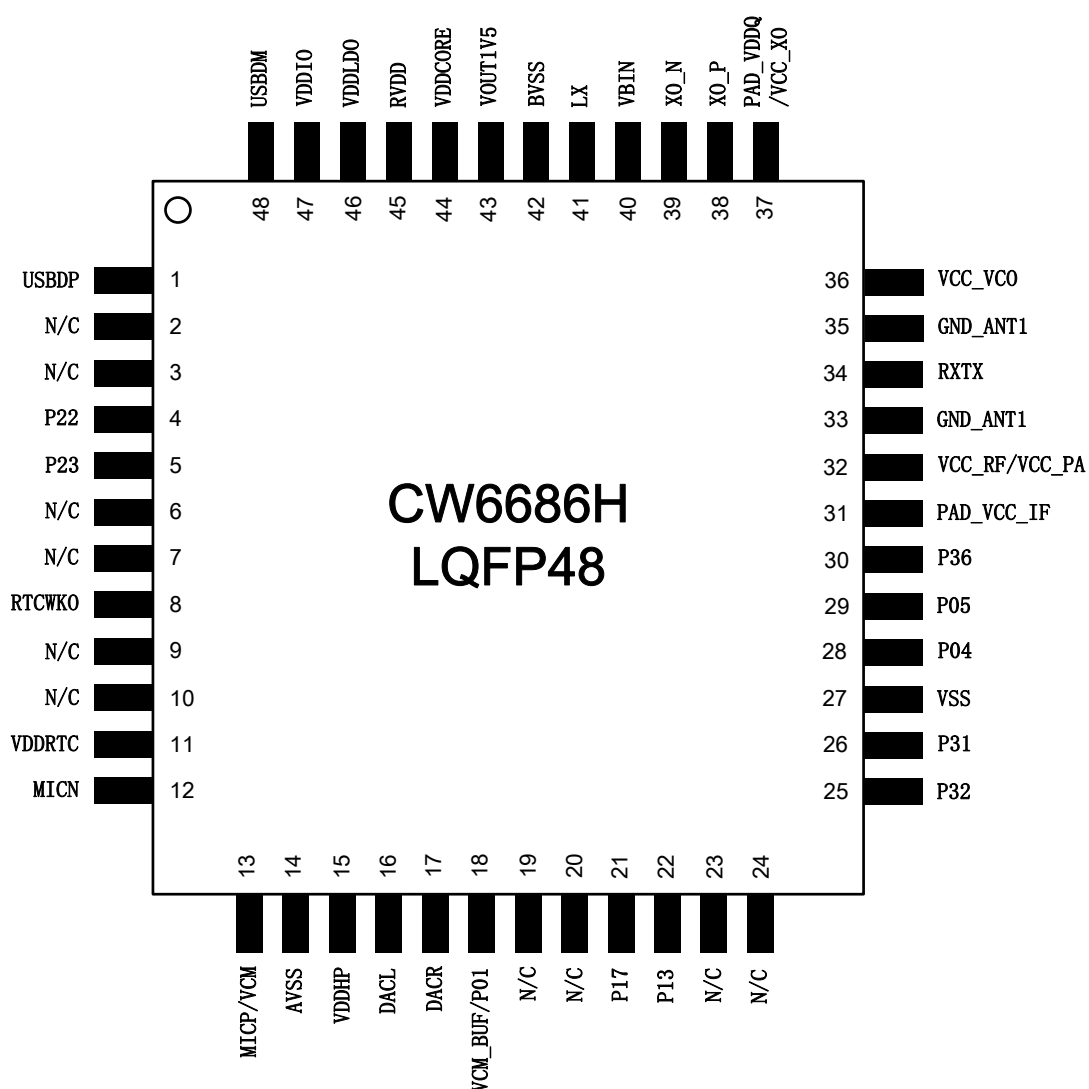 USBDM
VDDIO
VDDLDO
RVDD
VDDCORE
VOUT1V5
BVSS
LX
VBIN
XO_N
XO_P
PAD_VDDQ
/VCC_XO
48
47
46
45
44
43
42
41
40
39
38
37
USBDP 1
N/C 2
N/C 3
P22 4
P23 5
N/C 6
N/C 7
RTCWKO 8
N/C 9
N/C 10
VDDRTC 11
MICN 12
CW6686H
LQFP48
36 VCC_VCO
35 GND_ANT1
34 RXTX
33 GND_ANT1
32 VCC_RF/VCC_PA
31 PAD_VCC_IF
30 P36
29 P05
28 P04
27 VSS
26 P31
25 P32
13
14
15
16
17
18
19
20
21
22
23
24
MICP/VCM
AVSS
VDDHP
DACL
DACR
VCM_BUF/P01
N/C
N/C
P17
P13
N/C
N/C